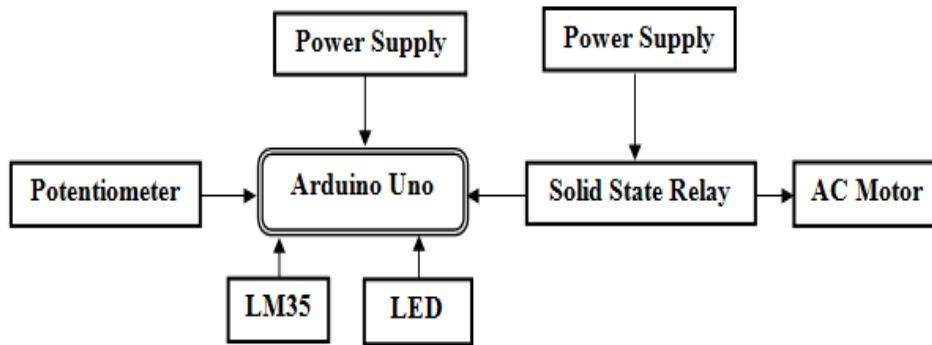 Power Supply
Power Supply
Potentiometer
Arduino Uno
Solid State Relay
AC Motor
LM35
LED